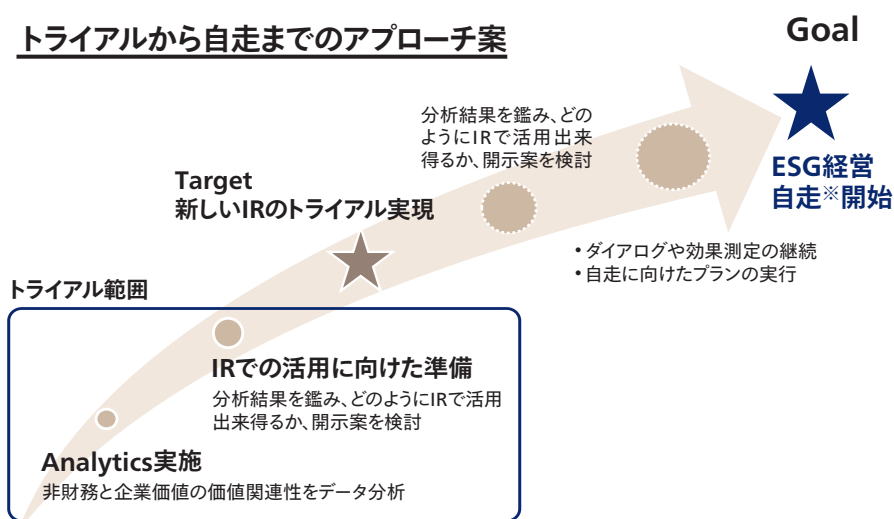 トライアルから自走までのアプローチ案
Goal
分析結果を鑑み、どの
ようにIRで活用出来
得るか、開示案を検討
ESG経営
自走※開始
Target
新しいIRのトライアル実現
• ダイアログや効果測定の継続
• 自走に向けたプランの実行
トライアル範囲
IRでの活用に向けた準備
分析結果を鑑み、どのようにIRで活用
出来得るか、開示案を検討
Analytics実施
非財務と企業価値の価値関連性をデータ分析